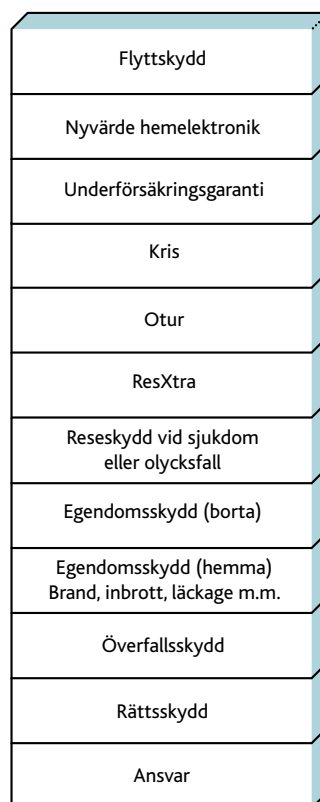 Flyttskydd
Nyvärde hemelektronik
Underförsäkringsgaranti
Kris
Otur
ResXtra
Reseskydd vid sjukdom
eller olycksfall
Egendomsskydd (borta)
Egendomsskydd (hemma)
Brand, inbrott, läckage m.m.
Överfallsskydd
Rättsskydd
Ansvar